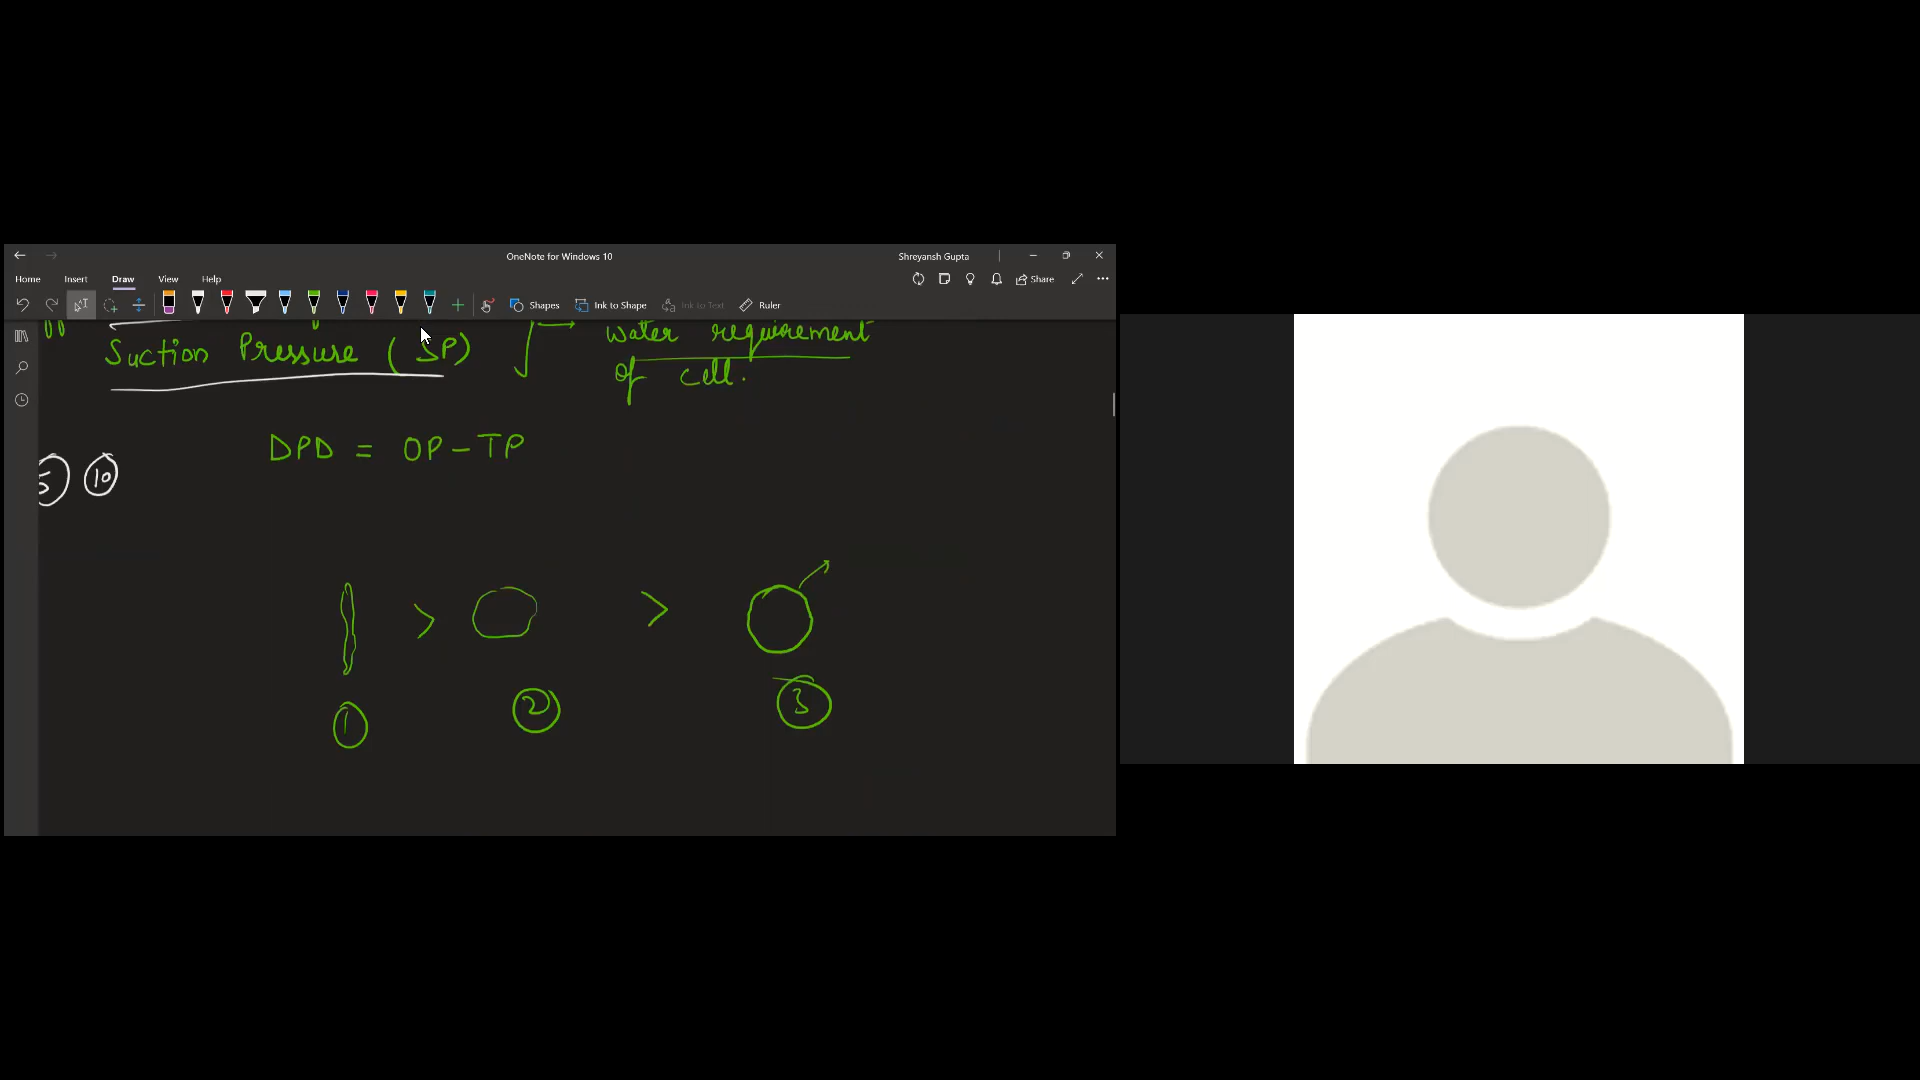 OneNote for Windows 10
Shreyansh Gupta
Home Insert Draw View Help
Share
Shapes Ink to Shape Ink to Text Ruler
water requirement
Suction Pressure (SP)
of cell.
DPD = OP - TP
5 10
> >
1 2 3